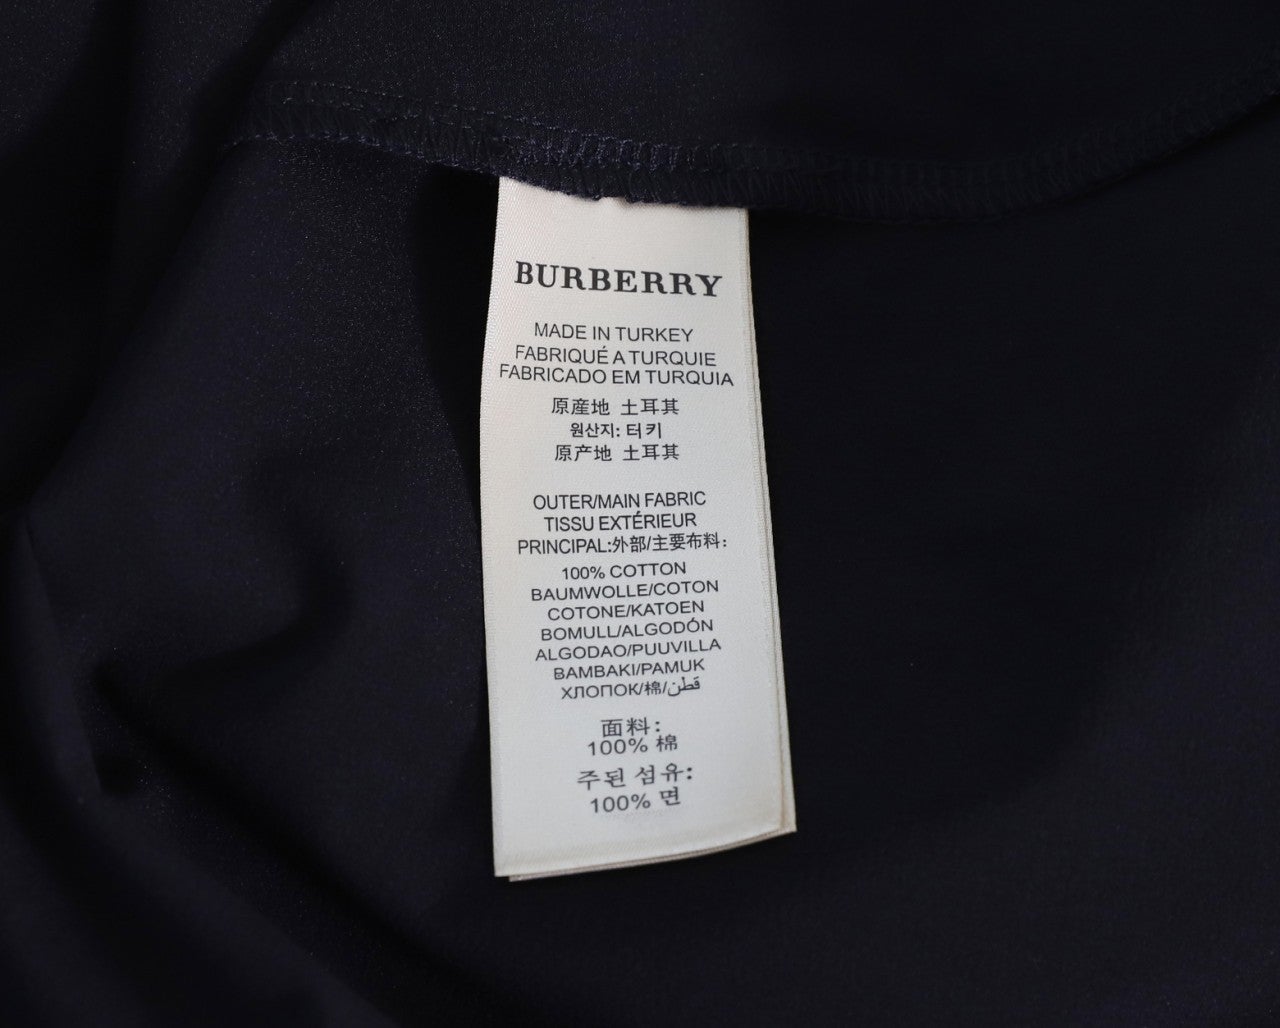 BURBERRY
MADE IN TURKEY
FABRIQUÉ A TURQUIE
FABRICADO EM TURQUIA
原産地 土耳其
원산지: 터키
原产地 土耳其
OUTER/MAIN FABRIC
TISSU EXTÉRIEUR
PRINCIPAL:外部/主要布料:
100% COTTON
BAUMWOLLE/COTON
COTONE/KATOEN
BOMULL/ALGODÓN
ALGODAO/PUUVILLA
BAMBAKI/PAMUK
ХЛОПОК/棉/قطن
面料:
100% 棉
주된 섬유:
100% 면